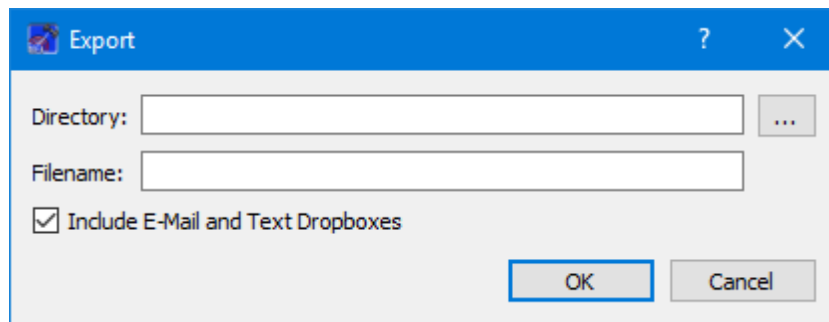 Export ?
Directory: ...
Filename:
Include E-Mail and Text Dropboxes
OK Cancel